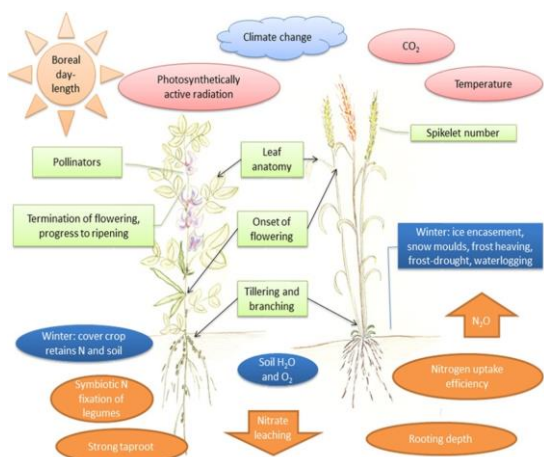 Climate change
CO₂
Boreal
day-
length
Photosynthetically
active radiation
Temperature
Spikelet number
Pollinators
Leaf
anatomy
Termination of flowering,
progress to ripening
Onset of
flowering
Winter: ice encasement,
snow moulds, frost heaving,
frost-drought, waterlogging
Tillering and
branching
N₂O
Winter: cover crop
retains N and soil
Soil H₂O
and O₂
Nitrogen uptake
efficiency
Symbiotic N
fixation of
legumes
Nitrate
leaching
Strong taproot
Rooting depth